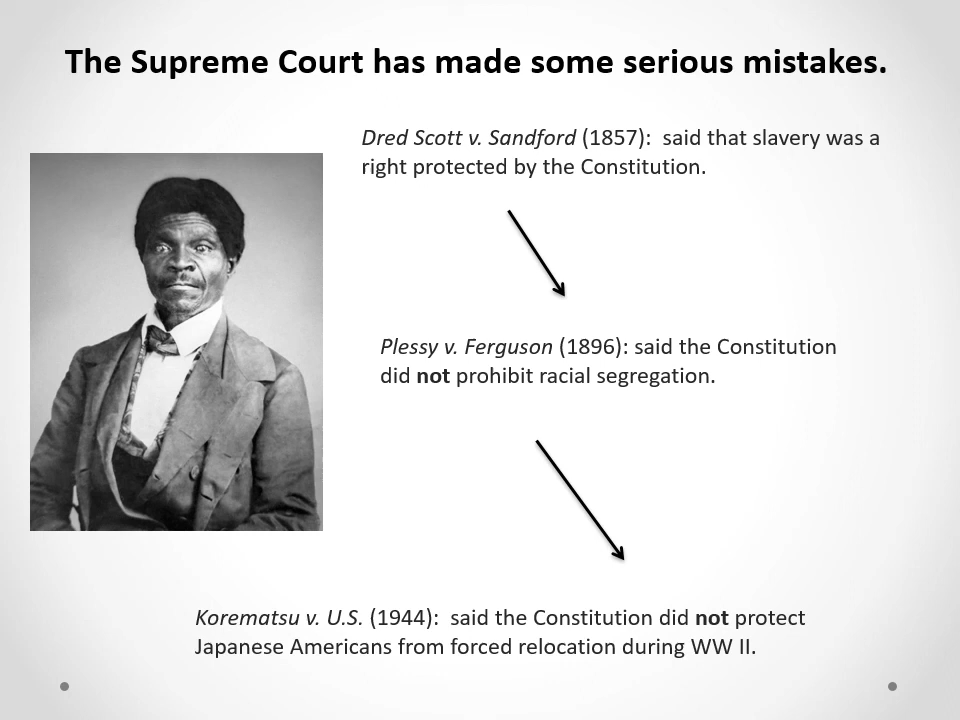 The Supreme Court has made some serious mistakes.
Dred Scott v. Sandford (1857):  said that slavery was a
right protected by the Constitution.
Plessy v. Ferguson (1896): said the Constitution
did not prohibit racial segregation.
Korematsu v. U.S. (1944):  said the Constitution did not protect
Japanese Americans from forced relocation during WW II.